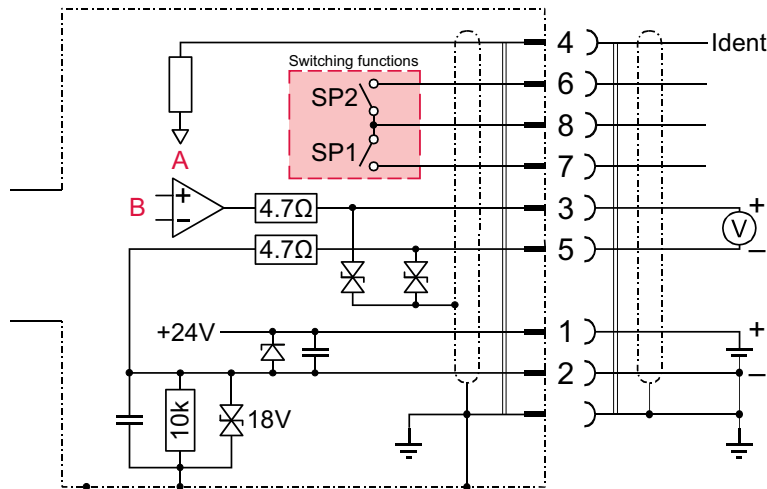 4 Ident
Switching functions
SP2 6
8
A SP1 7
B + − 4.7Ω 3 + V
4.7Ω 5 −
+24V 1 +
2 −
10k 18V